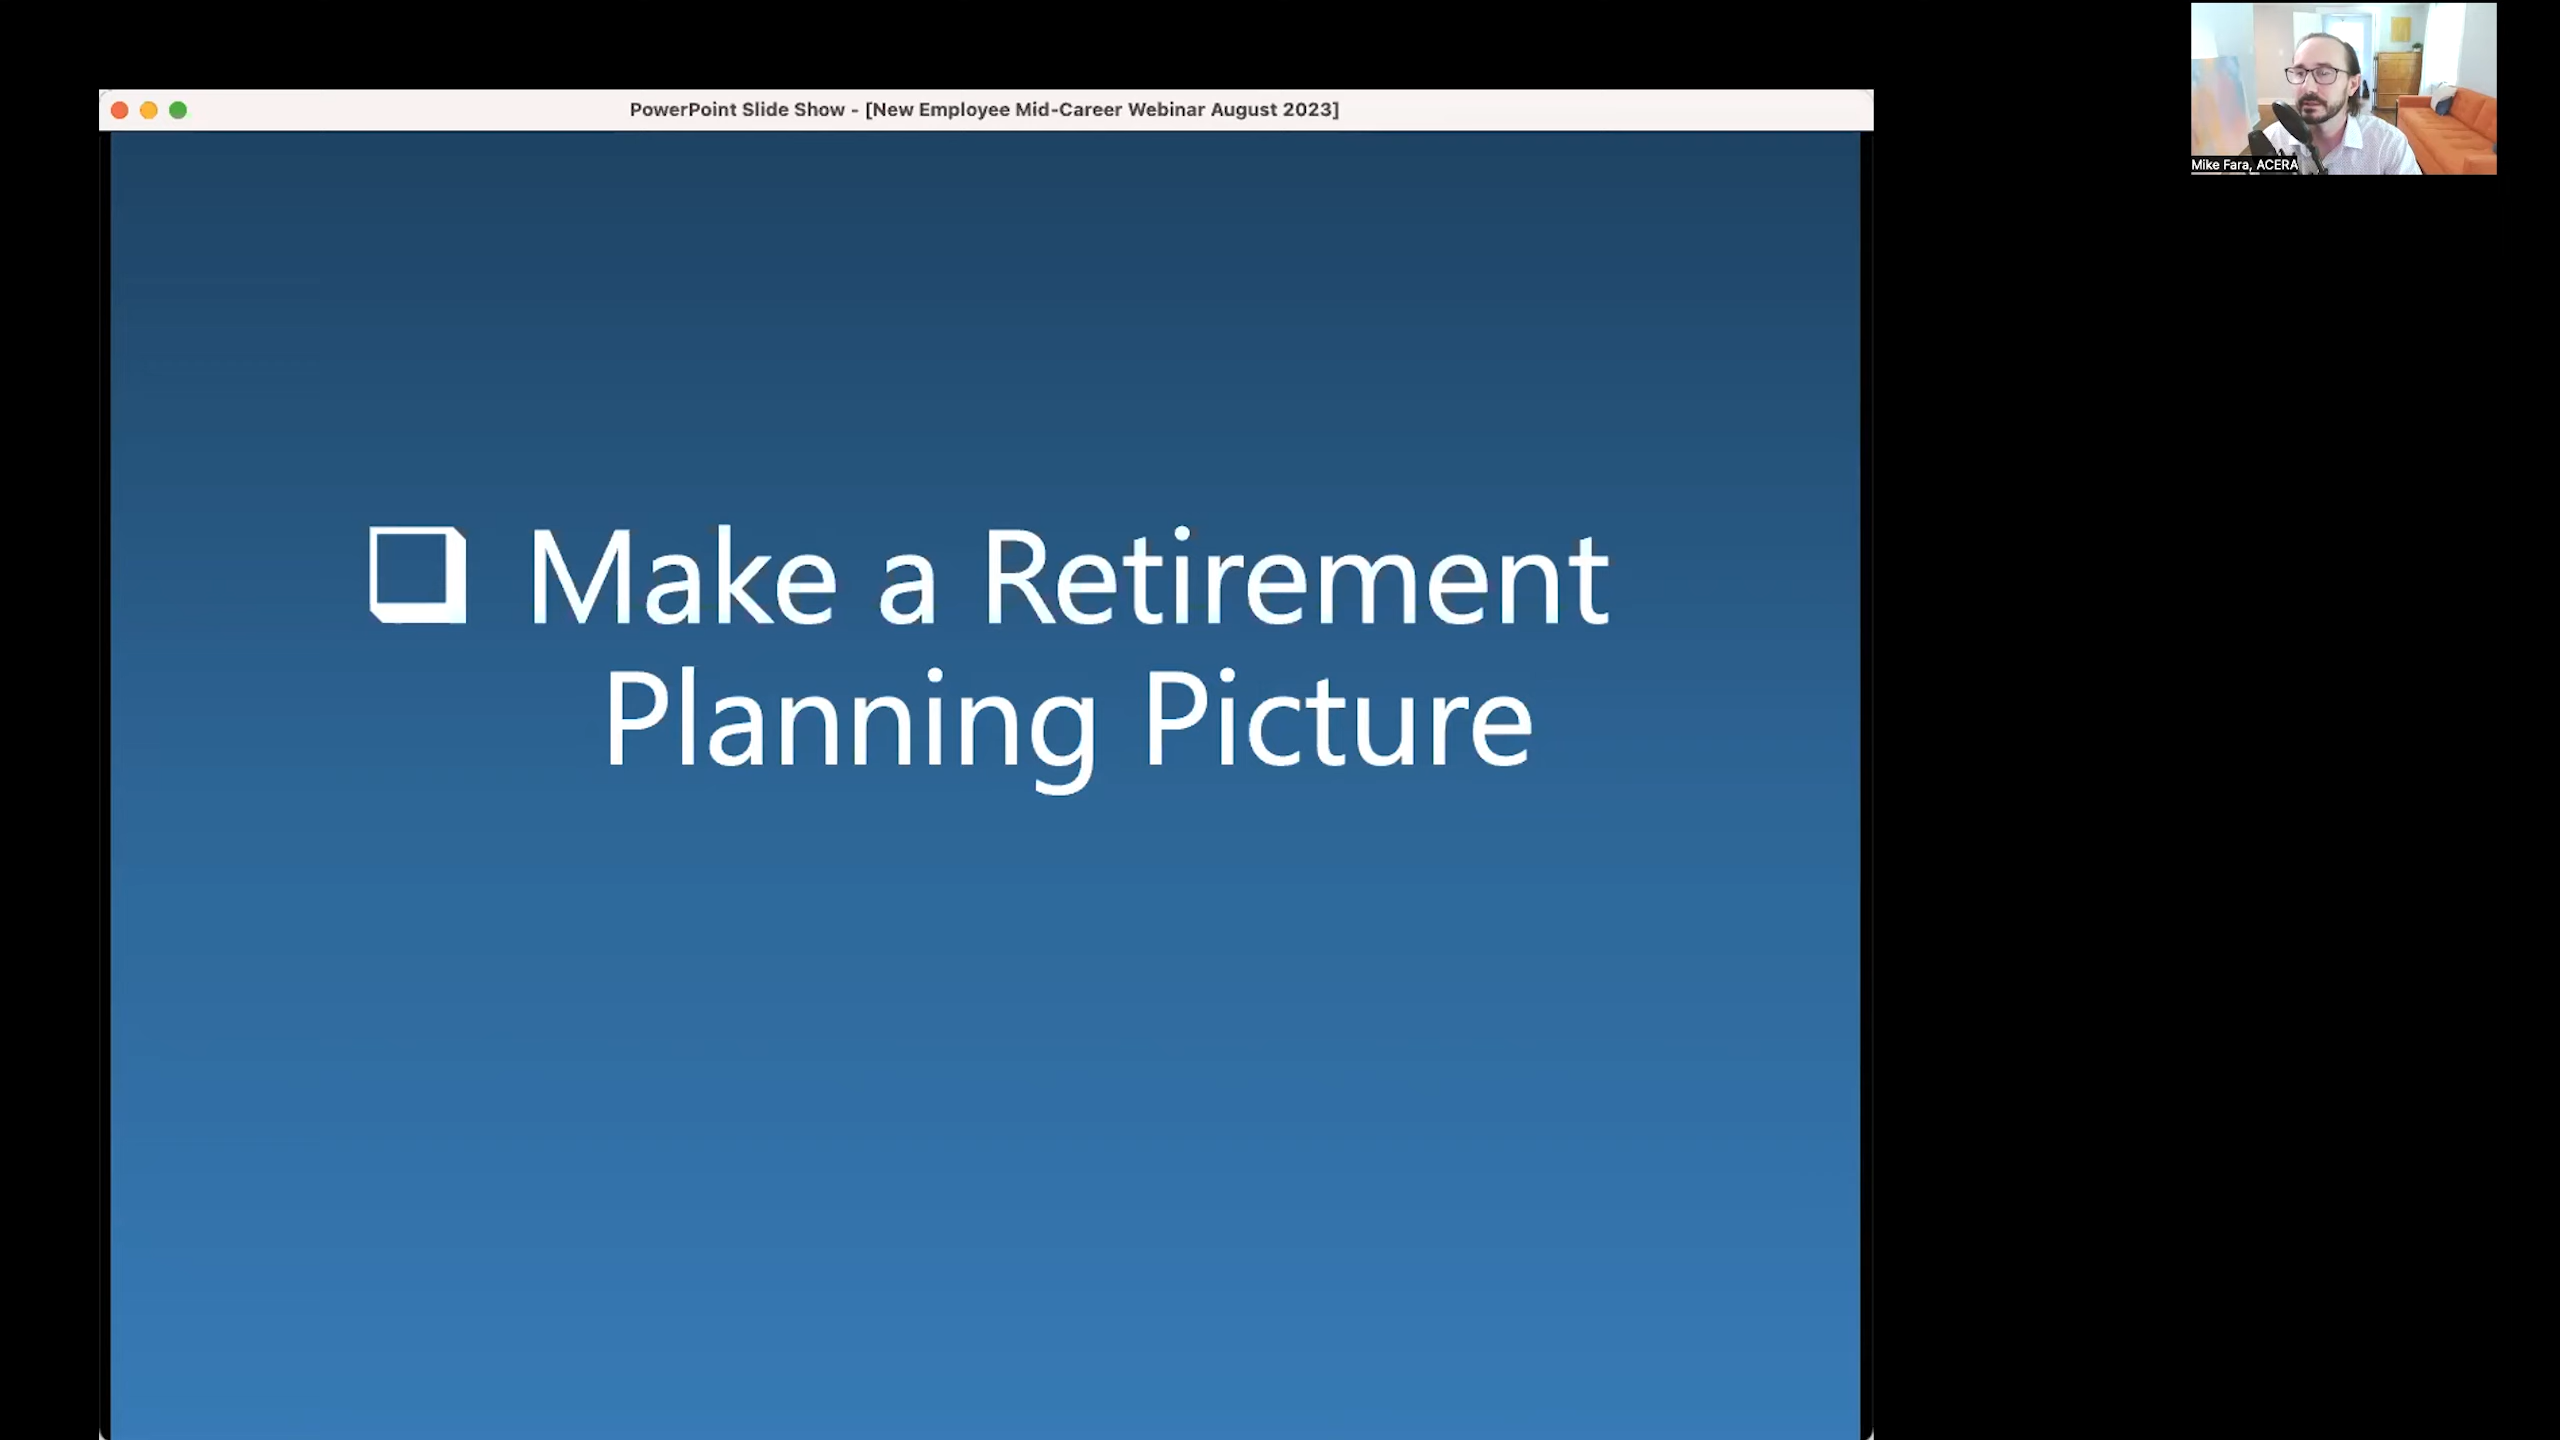 PowerPoint Slide Show - [New Employee Mid-Career Webinar August 2023]
Mike Fara, ACERA
❑ Make a Retirement
Planning Picture